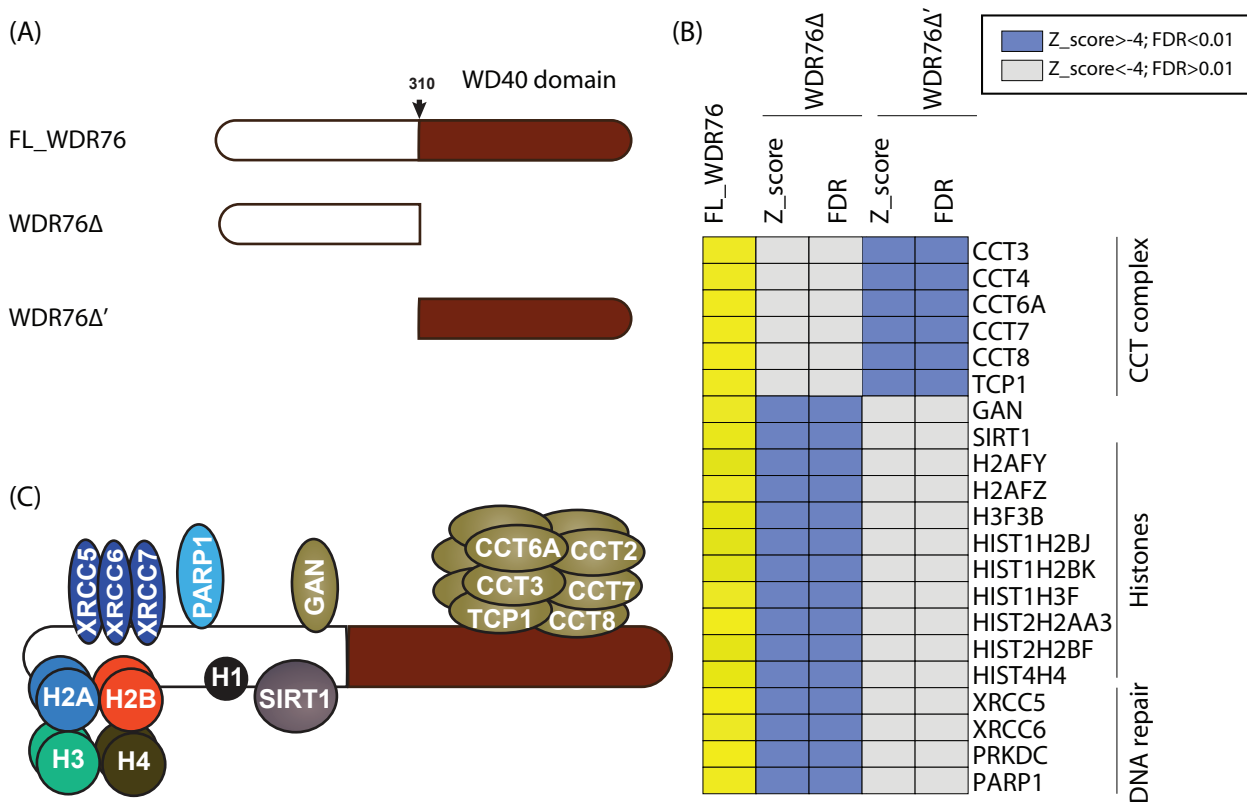 (A)
310
WD40 domain
FL_WDR76
WDR76Δ
WDR76Δ’
(B)
Z_score>-4; FDR<0.01
Z_score<-4; FDR>0.01
WDR76Δ
WDR76Δ’
FL_WDR76
Z_score
FDR
Z_score
FDR
CCT3
CCT4
CCT6A
CCT7
CCT8
TCP1
GAN
SIRT1
H2AFY
H2AFZ
H3F3B
HIST1H2BJ
HIST1H2BK
HIST1H3F
HIST2H2AA3
HIST2H2BF
HIST4H4
XRCC5
XRCC6
PRKDC
PARP1
CCT complex
Histones
DNA repair
(C)
XRCC5
XRCC6
XRCC7
PARP1
GAN
CCT6A
CCT2
CCT3
CCT7
TCP1
CCT8
H2A
H2B
H1
SIRT1
H3
H4